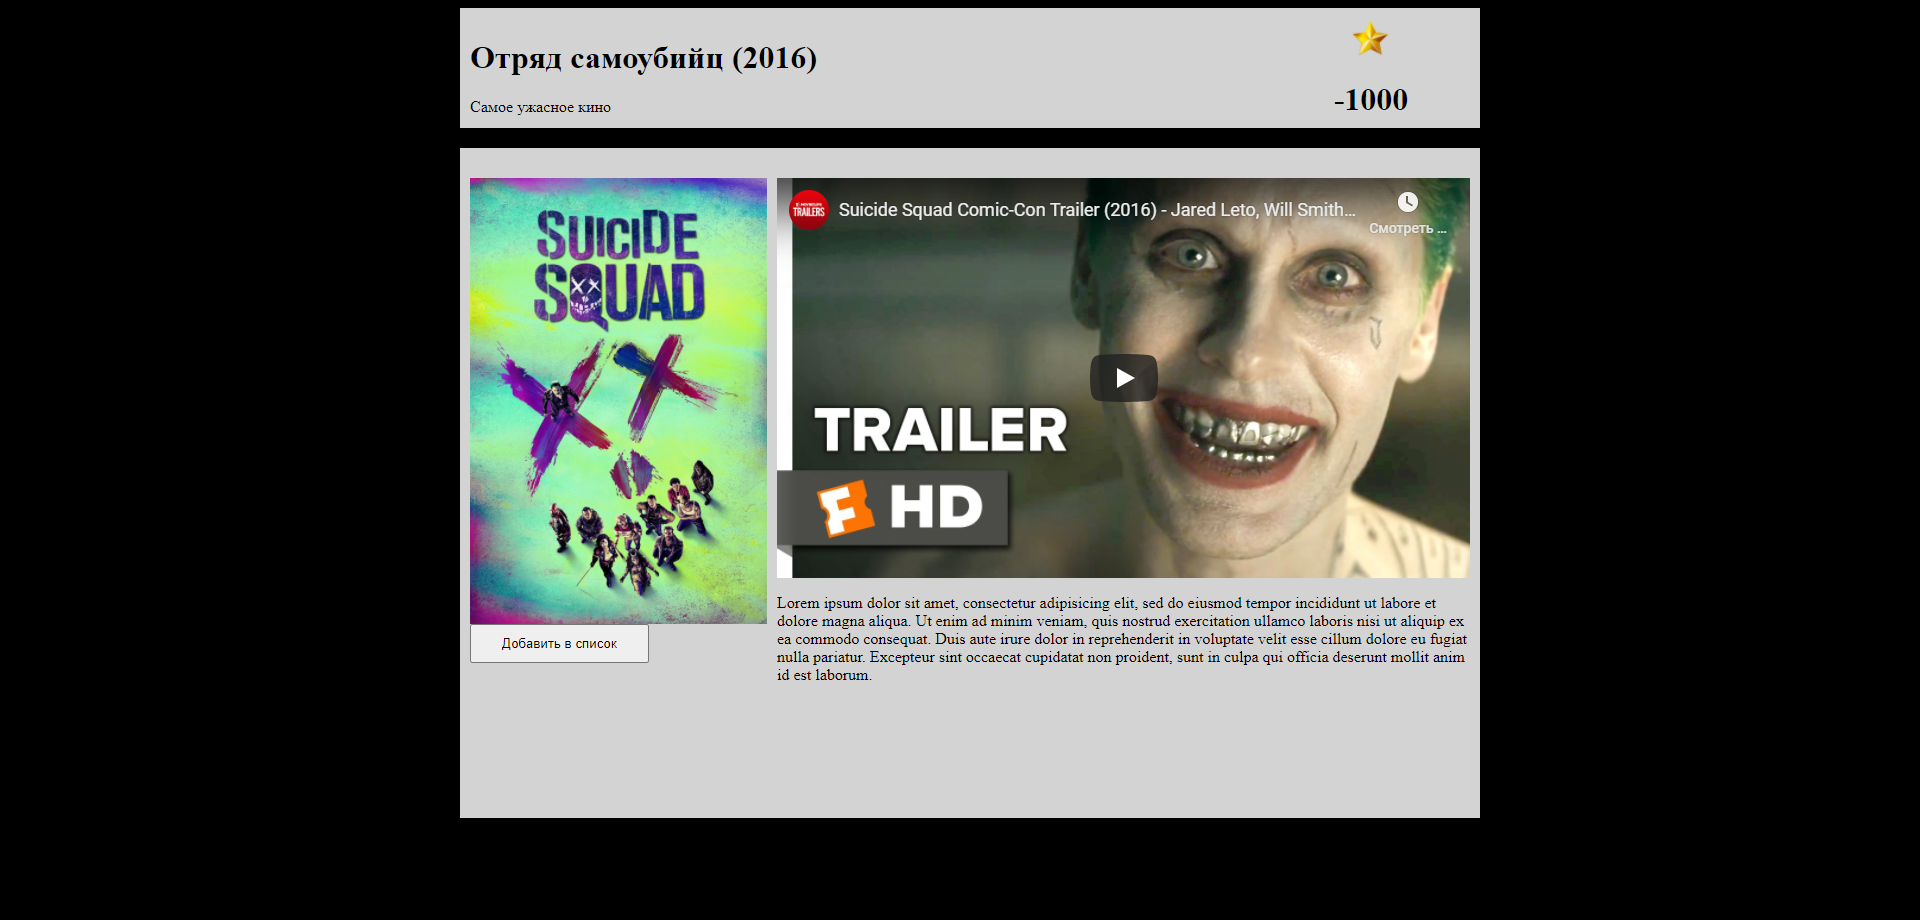 Отряд самоубийц (2016)
Самое ужасное кино
-1000
SUICIDE
SQUAD
Добавить в список
TRAILERS
Suicide Squad Comic-Con Trailer (2016) - Jared Leto, Will Smith...
Смотреть ...
TRAILER
F HD
Lorem ipsum dolor sit amet, consectetur adipisicing elit, sed do eiusmod tempor incididunt ut labore et
dolore magna aliqua. Ut enim ad minim veniam, quis nostrud exercitation ullamco laboris nisi ut aliquip ex
ea commodo consequat. Duis aute irure dolor in reprehenderit in voluptate velit esse cillum dolore eu fugiat
nulla pariatur. Excepteur sint occaecat cupidatat non proident, sunt in culpa qui officia deserunt mollit anim
id est laborum.